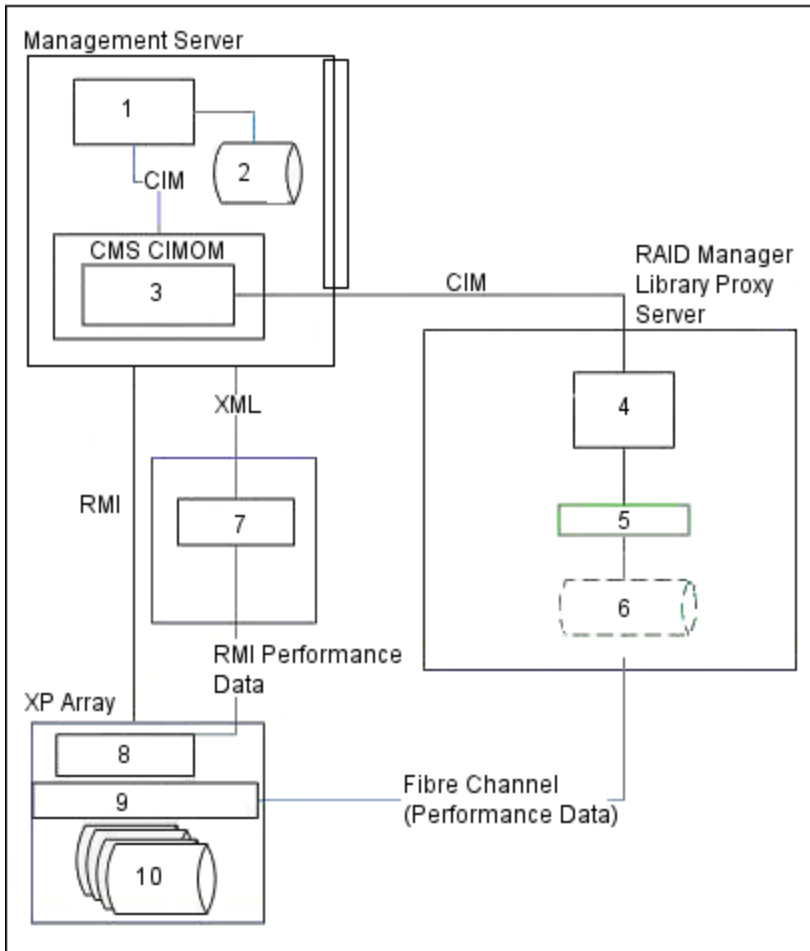 Management Server
1
2
CIM
CMS CIMOM
3
CIM
RAID Manager
Library Proxy
Server
4
5
6
XML
RMI
7
RMI Performance
Data
XP Array
8
9
10
Fibre Channel
(Performance Data)